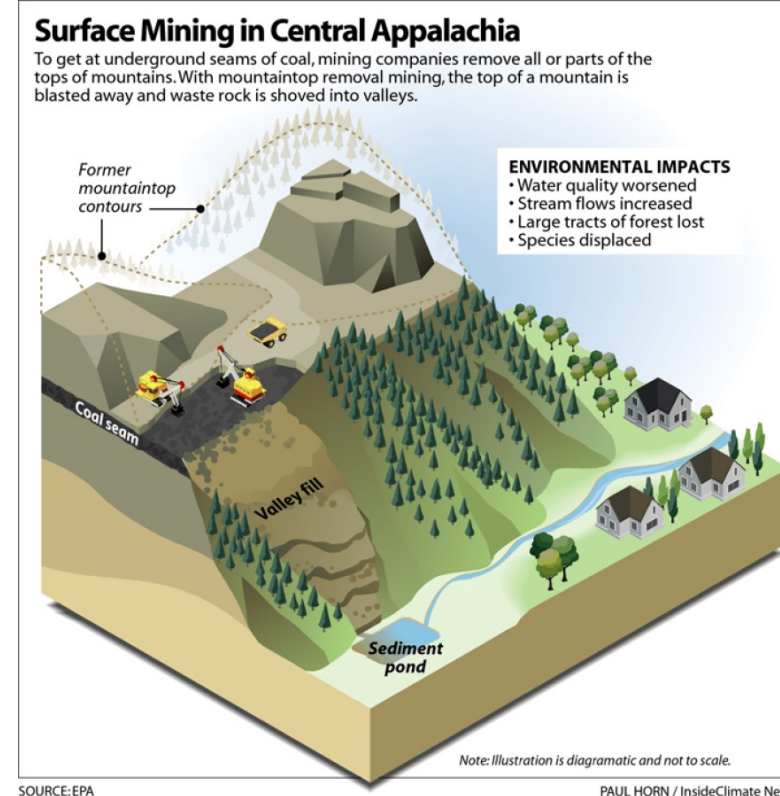 Surface Mining in Central Appalachia
To get at underground seams of coal, mining companies remove all or parts of the
tops of mountains. With mountaintop removal mining, the top of a mountain is
blasted away and waste rock is shoved into valleys.
Former
mountaintop
contours
ENVIRONMENTAL IMPACTS
• Water quality worsened
• Stream flows increased
• Large tracts of forest lost
• Species displaced
Coal seam
Valley fill
Sediment
pond
Note: Illustration is diagramatic and not to scale.
SOURCE: EPA
PAUL HORN / InsideClimate Ne